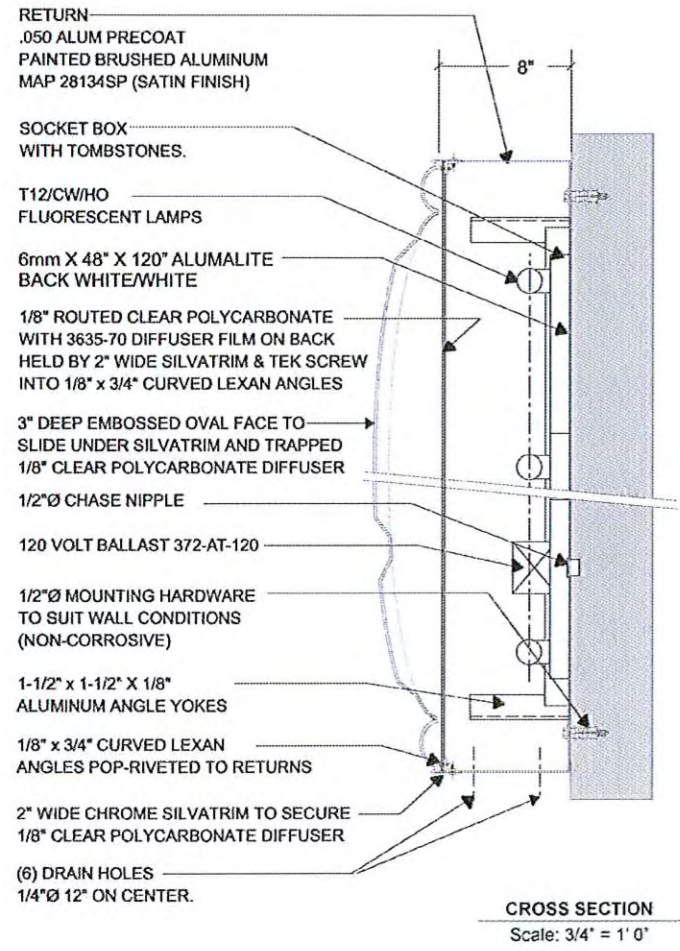 RETURN
.050 ALUM PRECOAT
PAINTED BRUSHED ALUMINUM
MAP 28134SP (SATIN FINISH)
8"
SOCKET BOX
WITH TOMBSTONES.
T12/CW/HO
FLUORESCENT LAMPS
6mm X 48" X 120" ALUMALITE
BACK WHITE/WHITE
1/8" ROUTED CLEAR POLYCARBONATE
WITH 3635-70 DIFFUSER FILM ON BACK
HELD BY 2" WIDE SILVATRIM & TEK SCREW
INTO 1/8" x 3/4" CURVED LEXAN ANGLES
3" DEEP EMBOSSED OVAL FACE TO
SLIDE UNDER SILVATRIM AND TRAPPED
1/8" CLEAR POLYCARBONATE DIFFUSER
1/2"Ø CHASE NIPPLE
120 VOLT BALLAST 372-AT-120
1/2"Ø MOUNTING HARDWARE
TO SUIT WALL CONDITIONS
(NON-CORROSIVE)
1-1/2" x 1-1/2" X 1/8"
ALUMINUM ANGLE YOKES
1/8" x 3/4" CURVED LEXAN
ANGLES POP-RIVETED TO RETURNS
2" WIDE CHROME SILVATRIM TO SECURE
1/8" CLEAR POLYCARBONATE DIFFUSER
(6) DRAIN HOLES
1/4"Ø 12" ON CENTER.
CROSS SECTION
Scale: 3/4" = 1' 0"